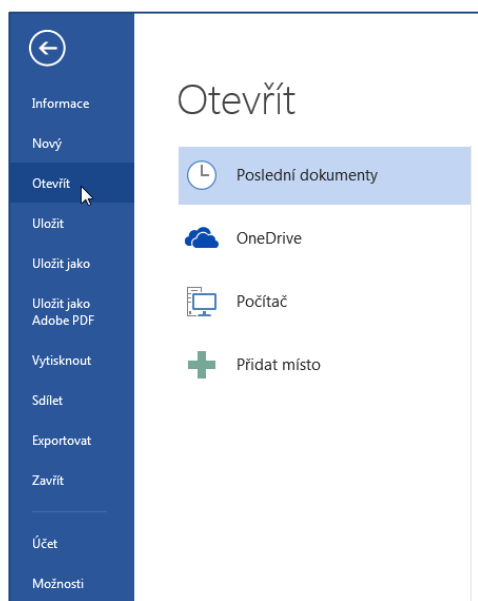 Informace
Nový
Otevřít
Uložit
Uložit jako
Uložit jako
Adobe PDF
Vytisknout
Sdílet
Exportovat
Zavřít
Účet
Možnosti
Otevřít
Poslední dokumenty
OneDrive
Počítač
Přidat místo